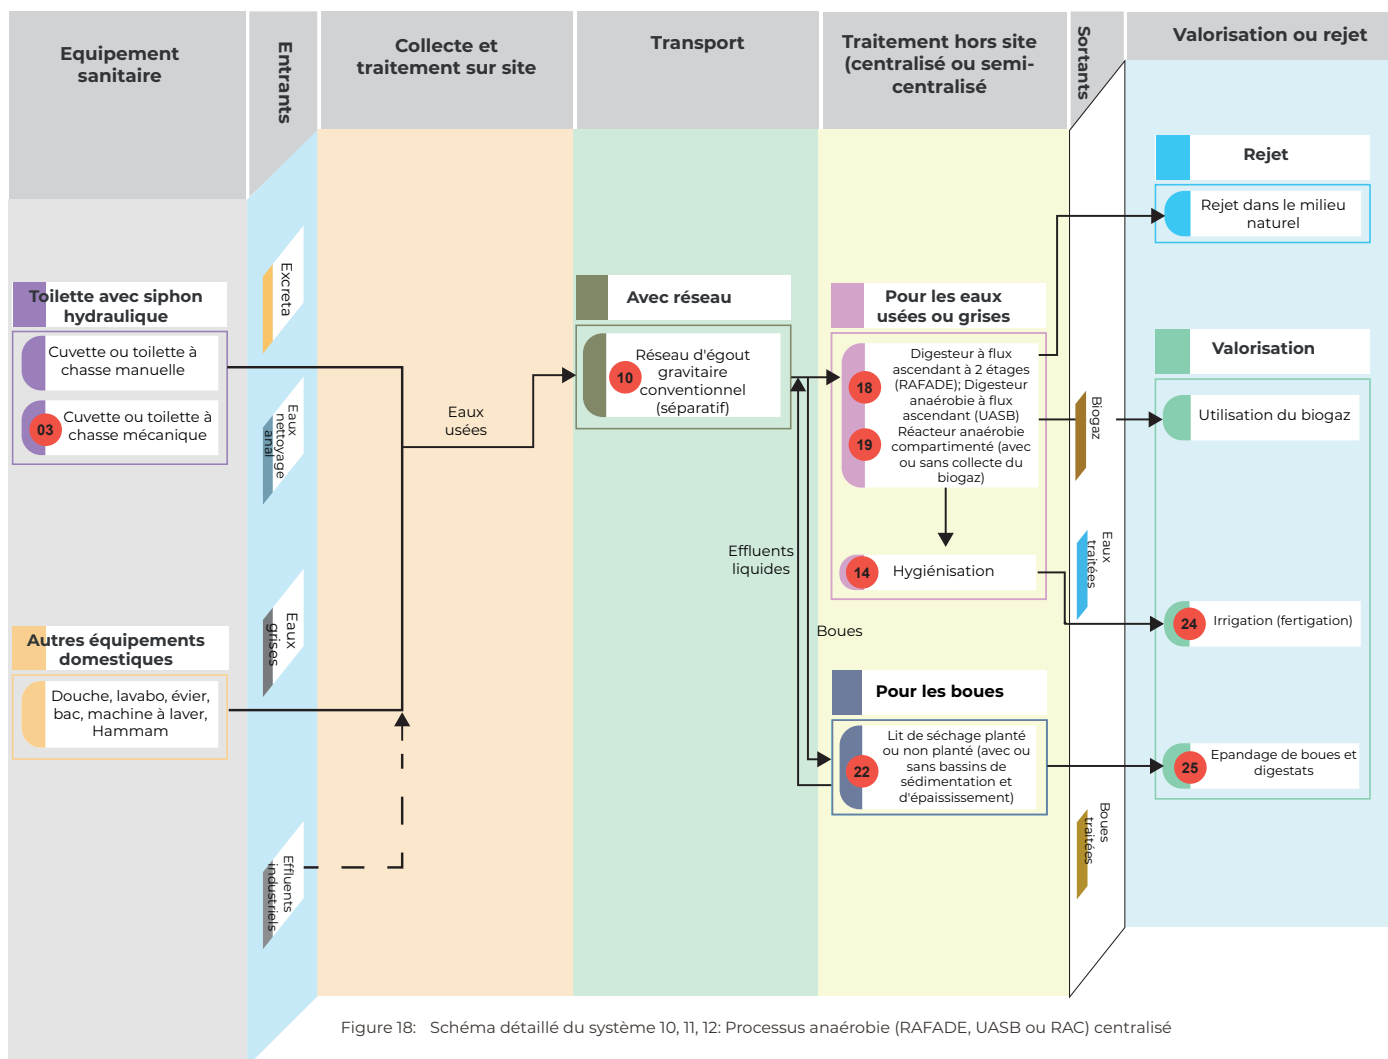 Equipement
sanitaire
Entrants
Collecte et
traitement sur site
Transport
Traitement hors site
(centralisé ou semi-
centralisé
Sortants
Valorisation ou rejet
Toilette avec siphon
hydraulique
Cuvette ou toilette à
chasse manuelle
03
Cuvette ou toilette à
chasse mécanique
Autres équipements
domestiques
Douche, lavabo, évier,
bac, machine à laver,
Hammam
Excreta
Eaux
nettoyage
anal
Eaux
grises
Effluents
industriels
Eaux
usées
Avec réseau
10
Réseau d'égout
gravitaire
conventionnel
(séparatif)
Effluents
liquides
Boues
Pour les eaux
usées ou grises
18
19
Digesteur à flux
ascendant à 2 étages
(RAFADE); Digesteur
anaérobie à flux
ascendant (UASB)
Réacteur anaérobie
compartimenté (avec
ou sans collecte du
biogaz)
14
Hygiénisation
Pour les boues
22
Lit de séchage planté
ou non planté (avec ou
sans bassins de
sédimentation et
d'épaississement)
Biogaz
Eaux
traitées
Boues
traitées
Rejet
Rejet dans le milieu
naturel
Valorisation
Utilisation du biogaz
24
Irrigation (fertigation)
25
Epandage de boues et
digestats
Figure 18: Schéma détaillé du système 10, 11, 12: Processus anaérobie (RAFADE, UASB ou RAC) centralisé